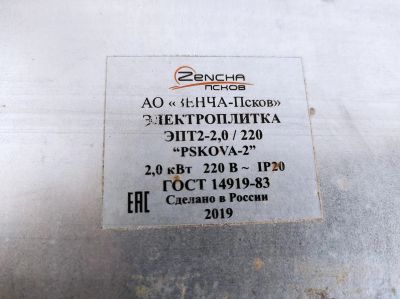 ZENCHA
ПСКОВ
АО «ЗЕНЧА-Псков»
ЭЛЕКТРОПЛИТКА
ЭПТ2-2,0 / 220
“PSKOVA-2”
2,0 кВт 220 В ~ IP20
ГОСТ 14919-83
EAC Сделано в России
2019